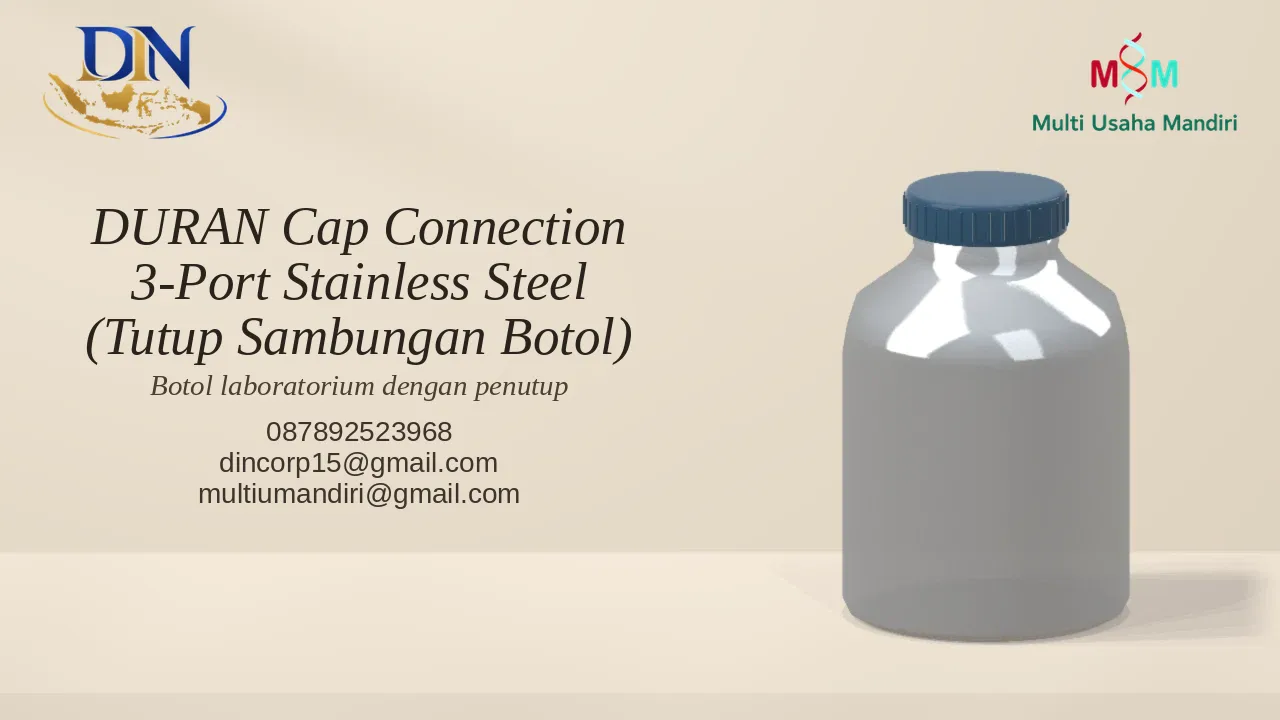 DIN
MSM
Multi Usaha Mandiri
DURAN Cap Connection
3-Port Stainless Steel
(Tutup Sambungan Botol)
Botol laboratorium dengan penutup
087892523968
dincorp15@gmail.com
multiumandiri@gmail.com